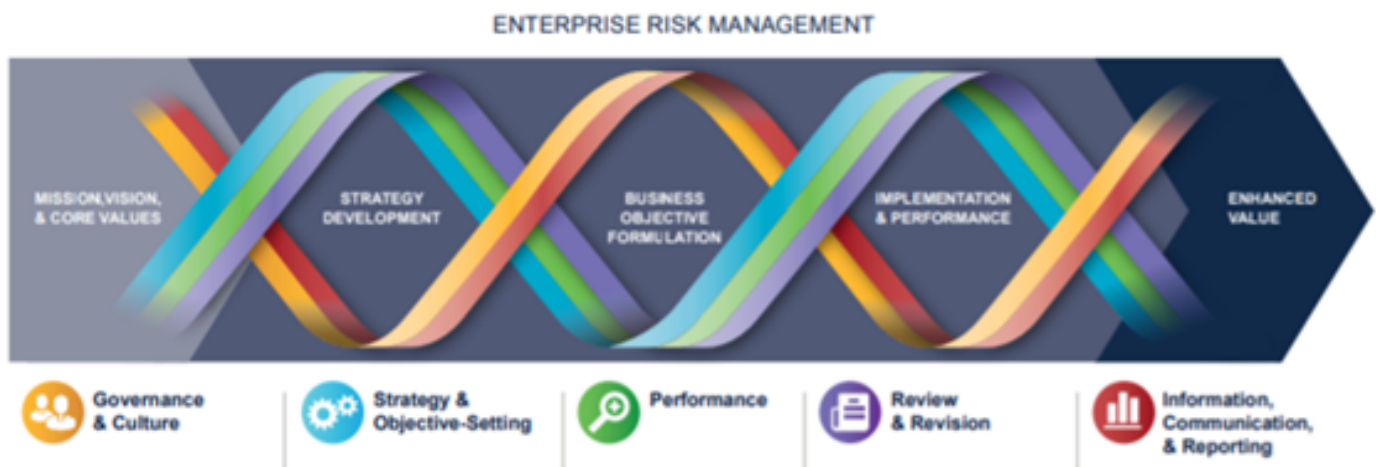 ENTERPRISE RISK MANAGEMENT
MISSION,VISION,
& CORE VALUES
STRATEGY
DEVELOPMENT
BUSINESS
OBJECTIVE
FORMULATION
IMPLEMENTATION
& PERFORMANCE
ENHANCED
VALUE
Governance
& Culture
Strategy &
Objective-Setting
Performance
Review
& Revision
Information,
Communication,
& Reporting